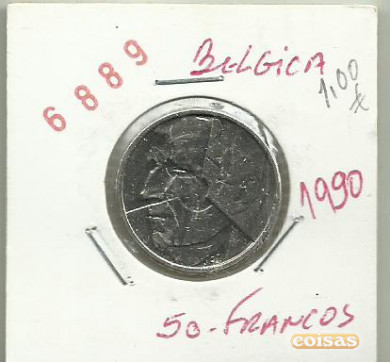 6889
BELGICA
1,00
1990
50-FRANCOS
coisas